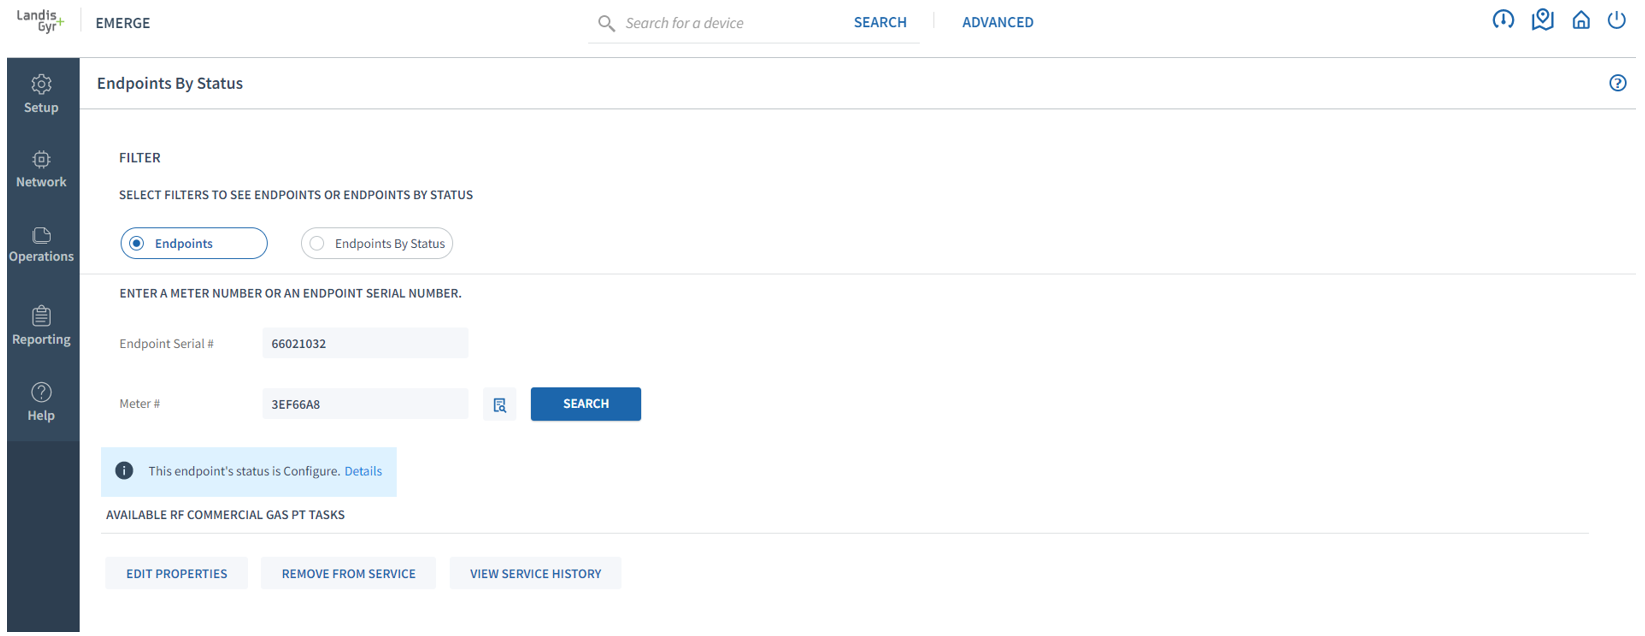 Landis
Gyr+
EMERGE
Search for a device
SEARCH
ADVANCED
Setup
Network
Operations
Reporting
Help
Endpoints By Status
FILTER
SELECT FILTERS TO SEE ENDPOINTS OR ENDPOINTS BY STATUS
Endpoints
Endpoints By Status
ENTER A METER NUMBER OR AN ENDPOINT SERIAL NUMBER.
Endpoint Serial # 66021032
Meter # 3EF66A8 SEARCH
This endpoint's status is Configure. Details
AVAILABLE RF COMMERCIAL GAS PT TASKS
EDIT PROPERTIES REMOVE FROM SERVICE VIEW SERVICE HISTORY